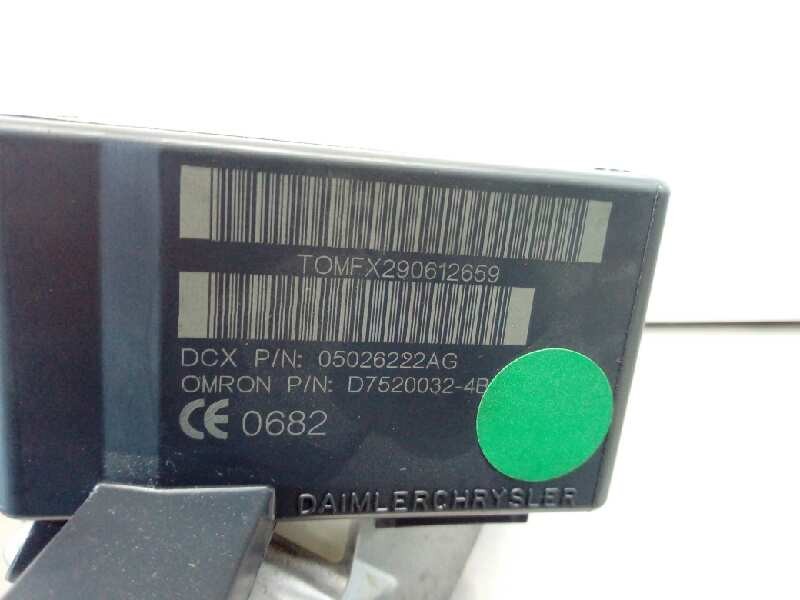 TOMFX290612659
DCX P/N: 05026222AG
OMRON P/N: D7520032-4B
CE 0682
DAIMLERCHRYSLER